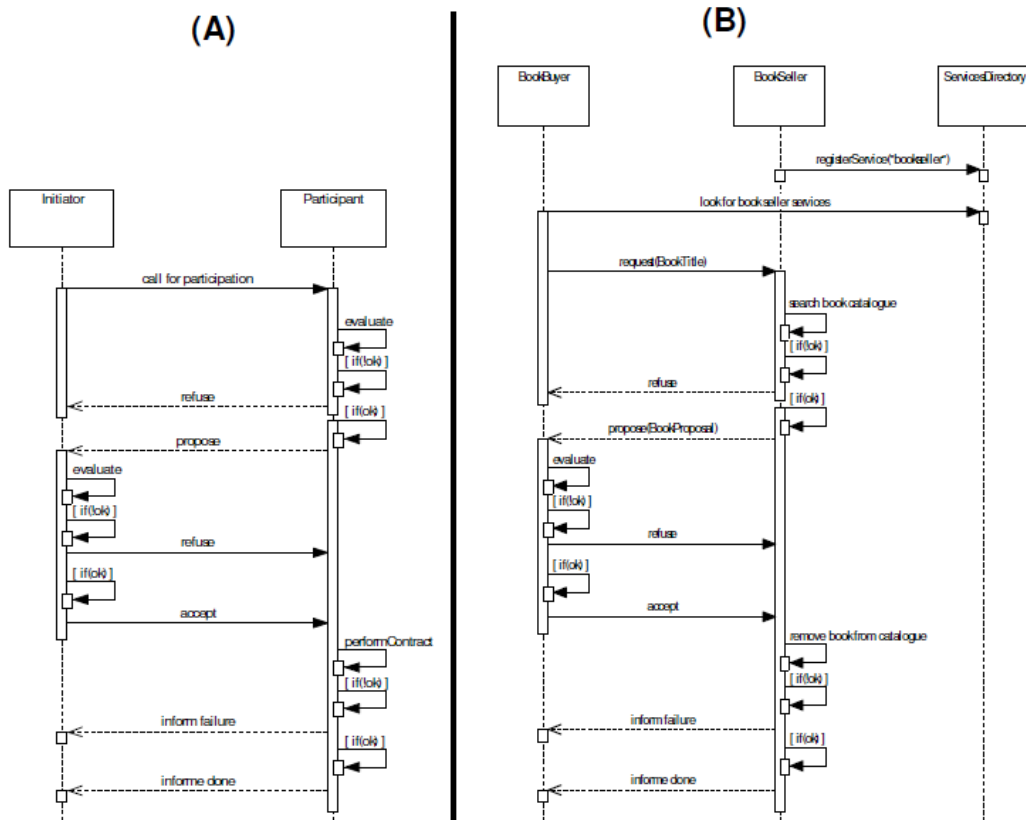 (A)
Initiator
Participant
call for participation
evaluate
[ if(!ok) ]
refuse
[ if(ok) ]
propose
evaluate
[ if(!ok) ]
refuse
[ if(ok) ]
accept
performContract
[ if(!ok) ]
inform failure
[ if(ok) ]
informe done
(B)
BookBuyer
BookSeller
ServicesDirectory
registerService("bookseller")
look for book seller services
request(BookTitle)
search book catalogue
[ if(!ok) ]
refuse
[ if(ok) ]
propose(BookProposal)
evaluate
[ if(!ok) ]
refuse
[ if(ok) ]
accept
remove book from catalogue
[ if(!ok) ]
inform failure
[ if(ok) ]
informe done